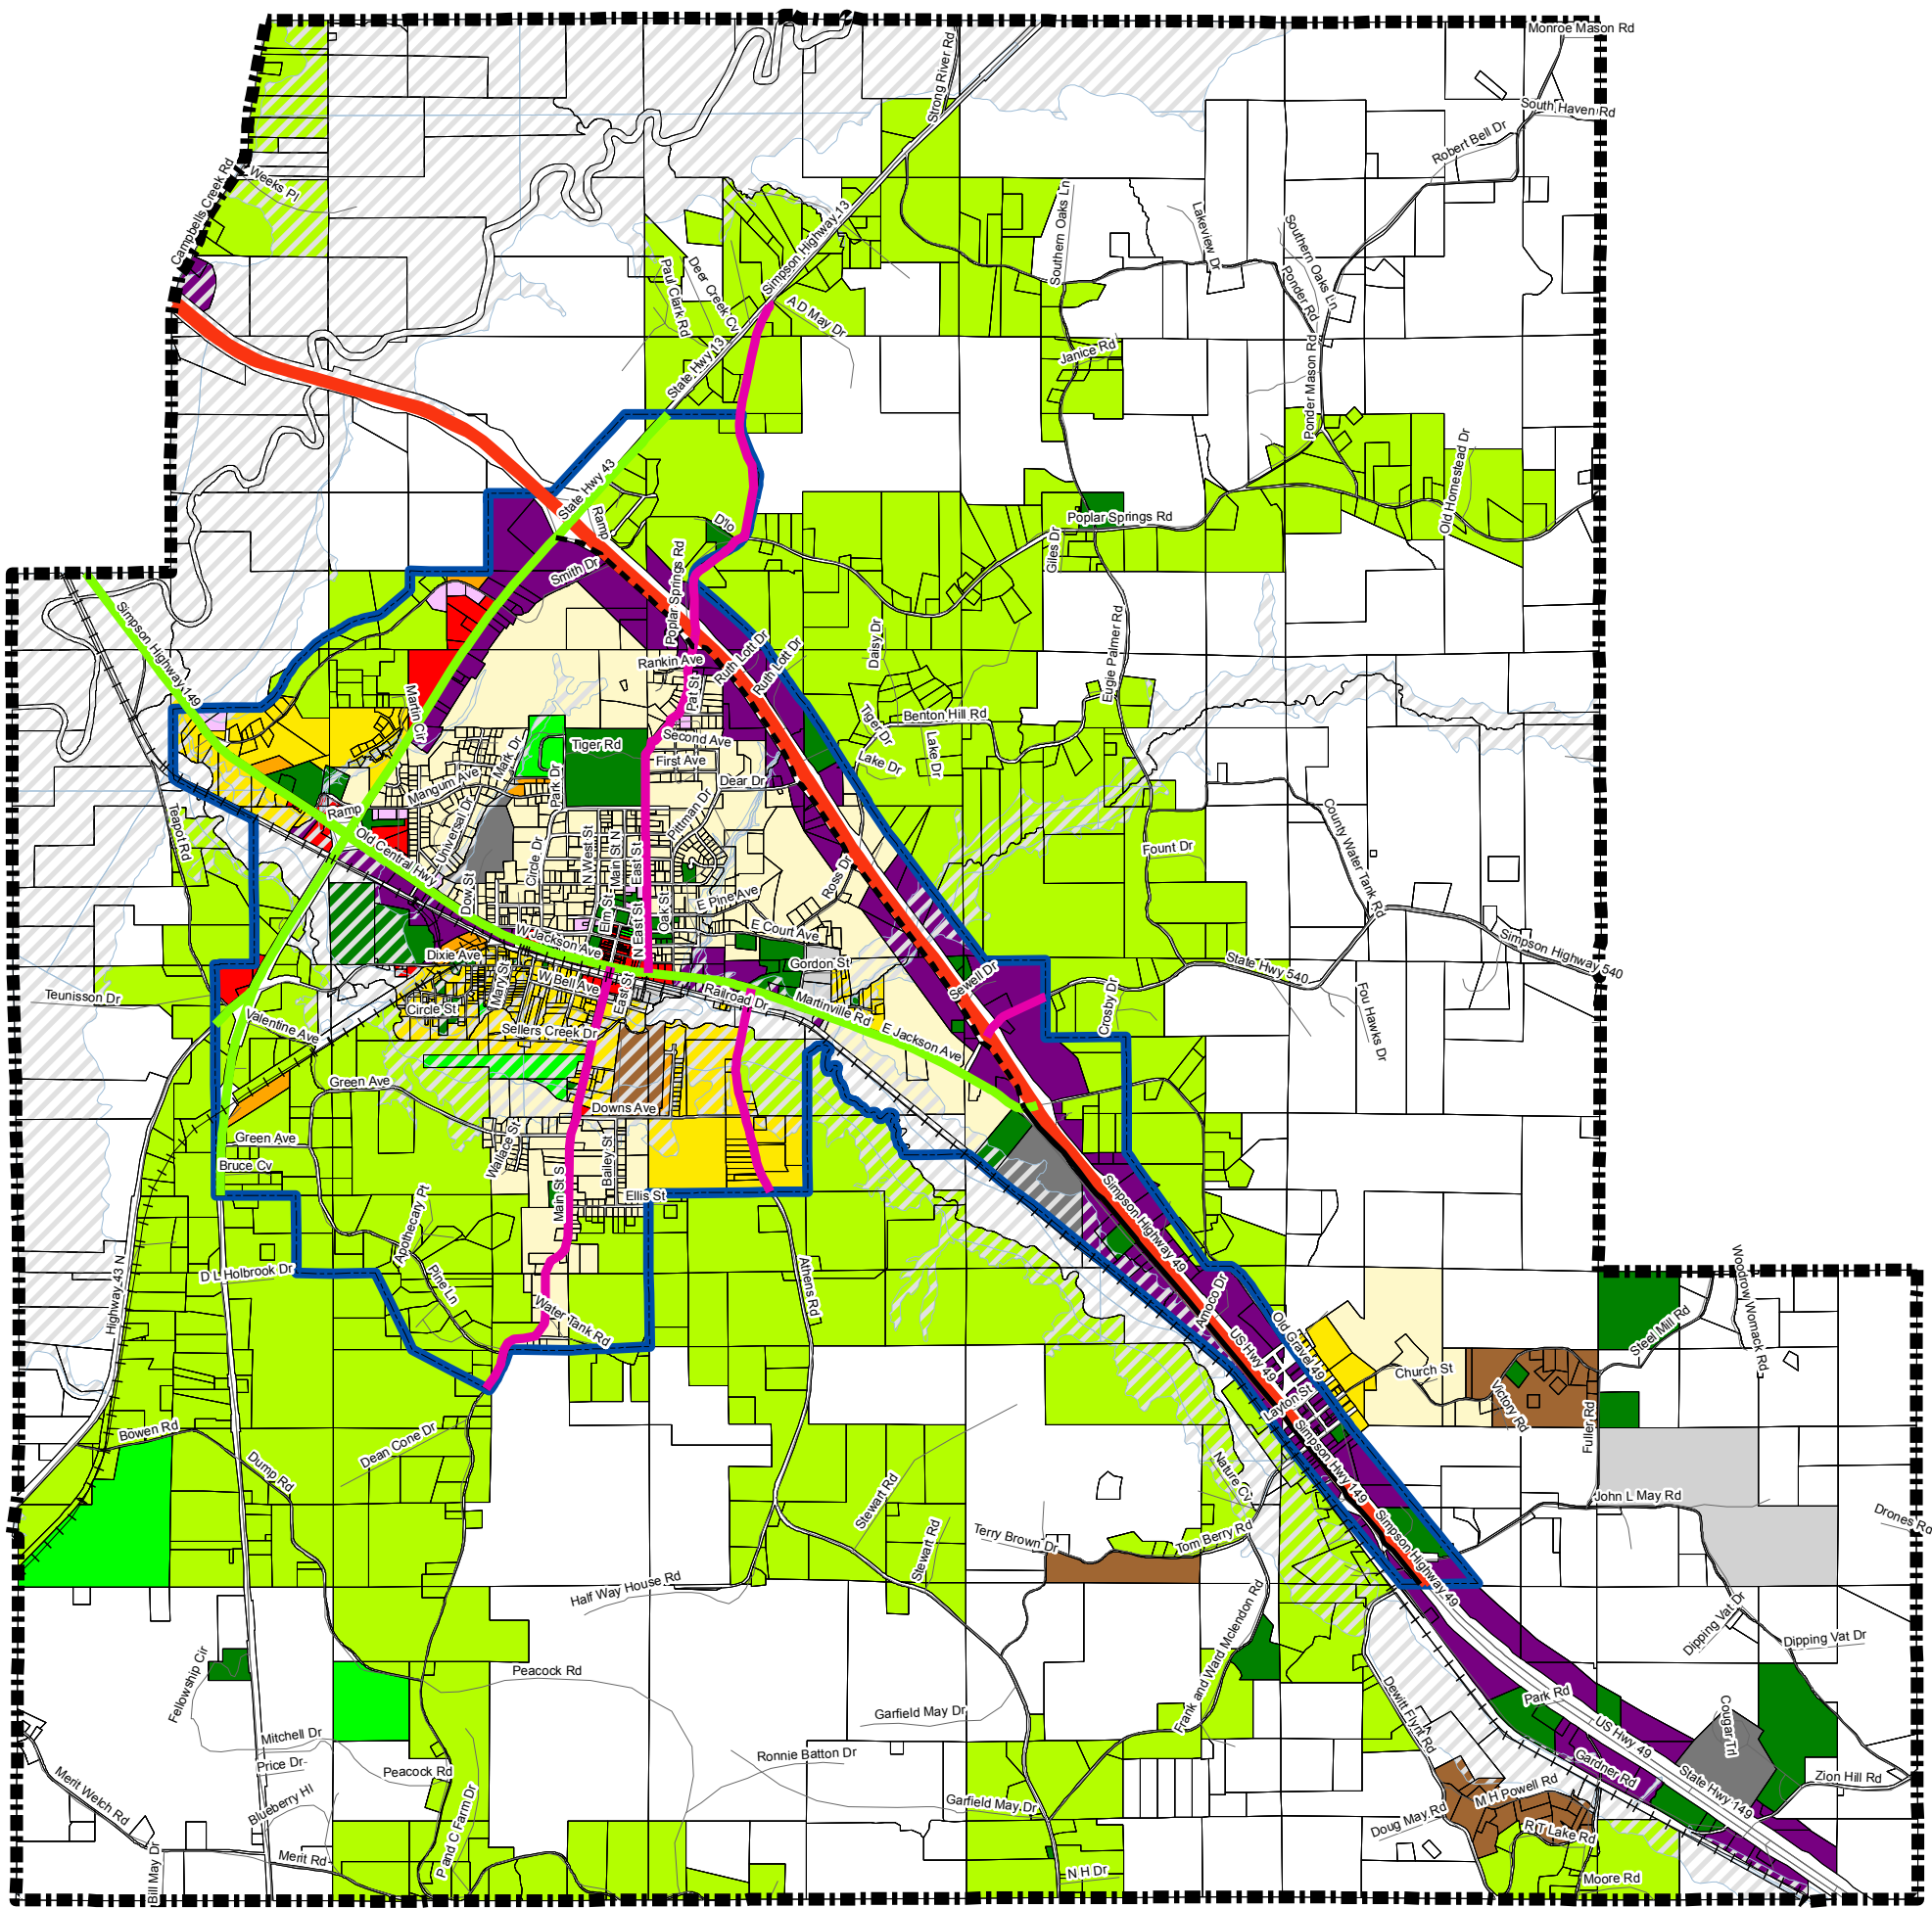 Monroe Mason Rd
Strong River Rd
South Haven Rd
Robert Bell Dr
Campbells Creek Rd
Weeks Pl
Southern Oaks Ln
Lakeview Dr
Southern Oaks Ln
Simpson Highway 13
Paul Clark Rd
Deer Creek Cv
Ponder Rd
A D May Dr
State Hwy 13
Janice Rd
Ponder Mason Rd
Old Homestead Dr
State Hwy 43
Ramp
D'lo
Poplar Springs Rd
Giles Dr
Smith Dr
Poplar Springs Rd
Simpson Highway 149
Eugie Palmer Rd
Daisy Dr
Ruth Lott Dr
Ruth Lott Dr
Rankin Ave
Pat St
Martin Cir
Tiger Dr
Benton Hill Rd
Lake Dr
Second Ave
Tiger Rd
Mark Dr
First Ave
Lake Dr
Dear Dr
Mangum Ave
Park Dr
Teapot Rd
Ramp
Universal Dr
Pittman Dr
County Water Tank Rd
Old Central Hwy
Circle Dr
N West St
Main St N
East St
Fount Dr
Ross Dr
Dow St
Elm St
Oak St
E Pine Ave
N East St
E Court Ave
W Jackson Ave
Simpson Highway 540
State Hwy 540
Dixie Ave
Gordon St
Sewell Dr
Mary St
W Bell Ave
East St
Railroad Dr
Martinville Rd
Crosby Dr
Fou Hawks Dr
Teunisson Dr
Circle St
Valentine Ave
Sellers Creek Dr
E Jackson Ave
Green Ave
Downs Ave
Green Ave
Wallace St
Bailey St
Bruce Cv
Main St S
Ellis St
Apothecary Pt
Simpson Highway 49
Highway 43 N
D L Holbrook Dr
Pine Ln
Athens Rd
Water Tank Rd
Amoco Dr
Old Gravel 49
US Hwy 49
Woodrow Womack Rd
Steel Mill Rd
Church St
Victory Rd
Layton St
Fuller Rd
Simpson Hwy 149
Bowen Rd
Dean Cone Dr
Dump Rd
Nature Cv
Stewart Rd
John L May Rd
Drones Rd
Stewart Rd
Terry Brown Dr
Tom Berry Rd
Simpson Highway 49
Half Way House Rd
Frank and Ward Mclendon Rd
Dipping Vat Dr
Dipping Vat Dr
Fellowship Cir
Peacock Rd
Dewitt Flynt Rd
Park Rd
Garfield May Dr
Cougar Trl
US Hwy 49
Mitchell Dr
Ronnie Batton Dr
Price Dr
Peacock Rd
Gardner Rd
State Hwy 149
Zion Hill Rd
Merit Welch Rd
Blueberry Hl
P and C Farm Dr
Garfield May Dr
M H Powell Rd
Doug May Rd
R T Lake Rd
Merit Rd
Bill May Dr
N H Dr
Moore Rd